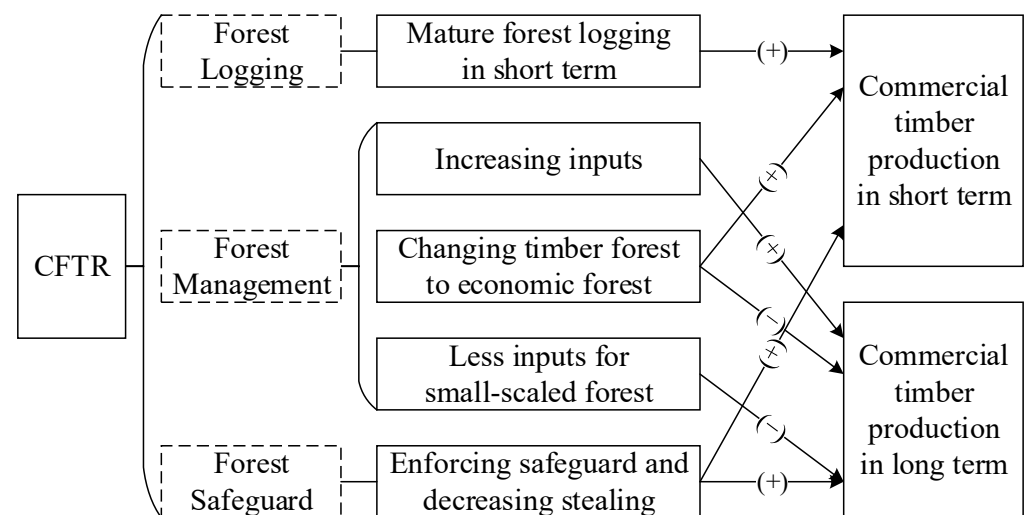 CFTR
Forest
Logging
Mature forest logging
in short term
(+)
Increasing inputs
(+)
Forest
Management
Changing timber forest
to economic forest
(+)
(−)
Less inputs for
small-scaled forest
(−)
Forest
Safeguard
Enforcing safeguard and
decreasing stealing
(+)
(+)
Commercial
timber
production
in short term
Commercial
timber
production
in long term